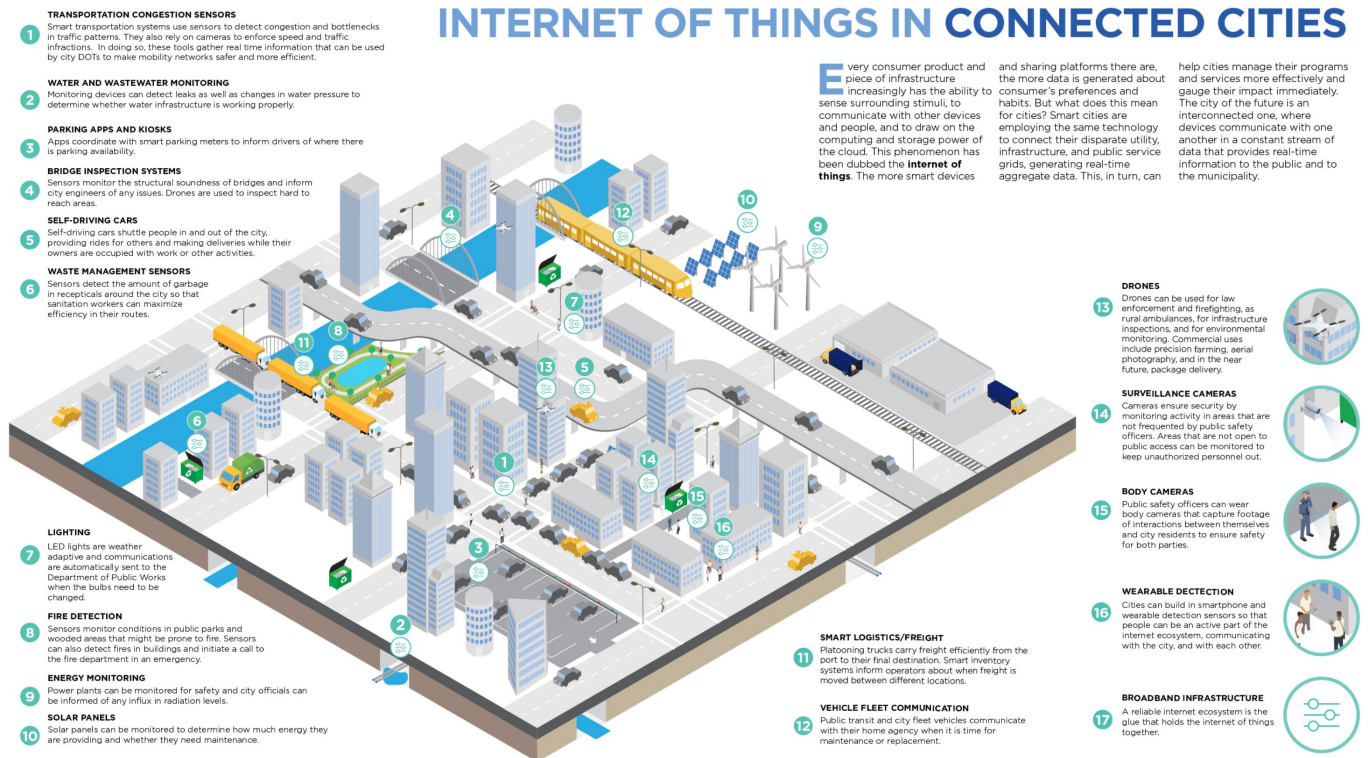 INTERNET OF THINGS IN CONNECTED CITIES
Every consumer product and
piece of infrastructure
increasingly has the ability to
sense surrounding stimuli, to
communicate with other devices
and people, and to draw on the
computing and storage power of
the cloud. This phenomenon has
been dubbed the internet of
things. The more smart devices
and sharing platforms there are,
the more data is generated about
consumer's preferences and
habits. But what does this mean
for cities? Smart cities are
employing the same technology
to connect their disparate utility,
infrastructure, and public service
grids, generating real-time
aggregate data. This, in turn, can
help cities manage their programs
and services more effectively and
gauge their impact immediately.
The city of the future is an
interconnected one, where
devices communicate with one
another in a constant stream of
data that provides real-time
information to the public and to
the municipality.
1
TRANSPORTATION CONGESTION SENSORS
Smart transportation systems use sensors to detect congestion and bottlenecks
in traffic patterns. They also rely on cameras to enforce speed and traffic
infractions. In doing so, these tools gather real time information that can be used
by city DOTs to make mobility networks safer and more efficient.
2
WATER AND WASTEWATER MONITORING
Monitoring devices can detect leaks as well as changes in water pressure to
determine whether water infrastructure is working properly.
3
PARKING APPS AND KIOSKS
Apps coordinate with smart parking meters to inform drivers of where there
is parking availability.
4
BRIDGE INSPECTION SYSTEMS
Sensors monitor the structural soundness of bridges and inform
city engineers of any issues. Drones are used to inspect hard to
reach areas.
5
SELF-DRIVING CARS
Self-driving cars shuttle people in and out of the city,
providing rides for others and making deliveries while their
owners are occupied with work or other activities.
6
WASTE MANAGEMENT SENSORS
Sensors detect the amount of garbage
in recepticals around the city so that
sanitation workers can maximize
efficiency in their routes.
7
LIGHTING
LED lights are weather
adaptive and communications
are automatically sent to the
Department of Public Works
when the bulbs need to be
changed.
8
FIRE DETECTION
Sensors monitor conditions in public parks and
wooded areas that might be prone to fire. Sensors
can also detect fires in buildings and initiate a call to
the fire department in an emergency.
9
ENERGY MONITORING
Power plants can be monitored for safety and city officials can
be informed of any influx in radiation levels.
10
SOLAR PANELS
Solar panels can be monitored to determine how much energy they
are providing and whether they need maintenance.
4
12
10
9
7
11
8
13
5
6
1
14
15
16
3
2
11
SMART LOGISTICS/FREIGHT
Platooning trucks carry freight efficiently from the
port to their final destination. Smart inventory
systems inform operators about when freight is
moved between different locations.
12
VEHICLE FLEET COMMUNICATION
Public transit and city fleet vehicles communicate
with their home agency when it is time for
maintenance or replacement.
13
DRONES
Drones can be used for law
enforcement and firefighting, as
rural ambulances, for infrastructure
inspections, and for environmental
monitoring. Commercial uses
include precision farming, aerial
photography, and in the near
future, package delivery.
14
SURVEILLANCE CAMERAS
Cameras ensure security by
monitoring activity in areas that are
not frequented by public safety
officers. Areas that are not open to
public access can be monitored to
keep unauthorized personnel out.
15
BODY CAMERAS
Public safety officers can wear
body cameras that capture footage
of interactions between themselves
and city residents to ensure safety
for both parties.
16
WEARABLE DECTECTION
Cities can build in smartphone and
wearable detection sensors so that
people can be an active part of the
internet ecosystem, communicating
with the city, and with each other.
17
BROADBAND INFRASTRUCTURE
A reliable internet ecosystem is the
glue that holds the internet of things
together.